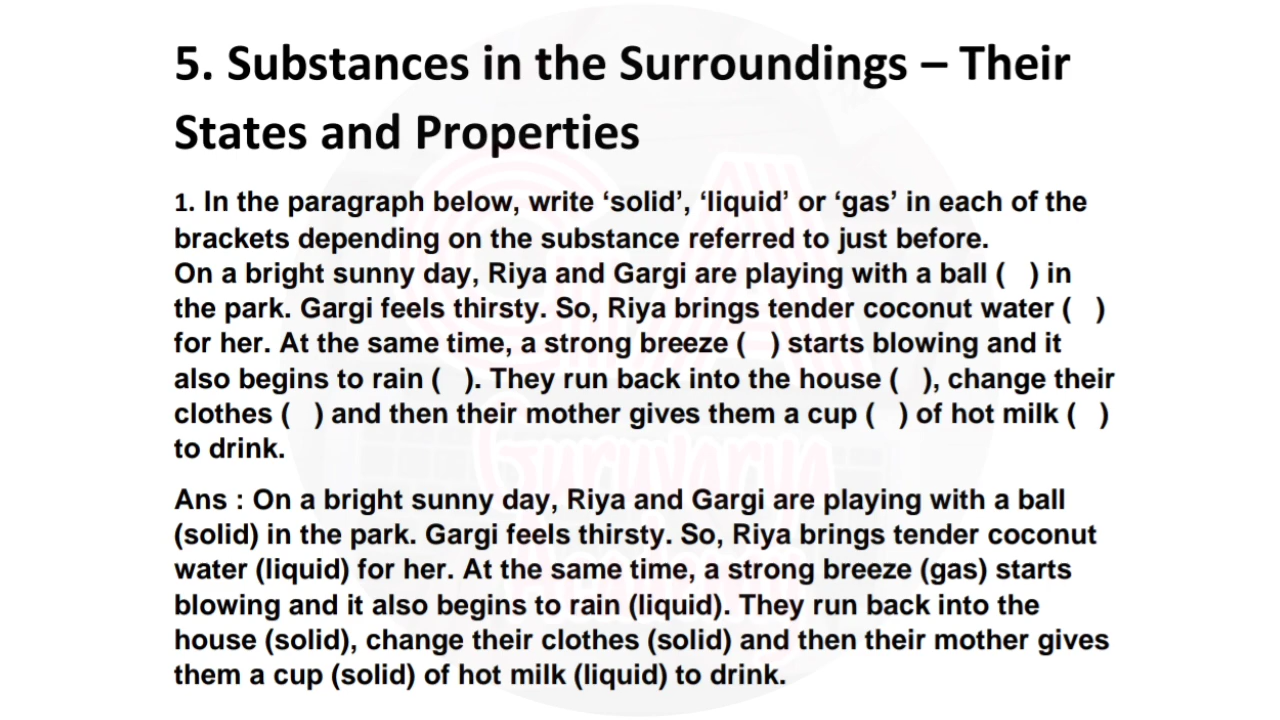 5. Substances in the Surroundings – Their
States and Properties
1. In the paragraph below, write ‘solid’, ‘liquid’ or ‘gas’ in each of the
brackets depending on the substance referred to just before.
On a bright sunny day, Riya and Gargi are playing with a ball (   ) in
the park. Gargi feels thirsty. So, Riya brings tender coconut water (   )
for her. At the same time, a strong breeze (   ) starts blowing and it
also begins to rain (   ). They run back into the house (   ), change their
clothes (   ) and then their mother gives them a cup (   ) of hot milk (   )
to drink.
Ans : On a bright sunny day, Riya and Gargi are playing with a ball
(solid) in the park. Gargi feels thirsty. So, Riya brings tender coconut
water (liquid) for her. At the same time, a strong breeze (gas) starts
blowing and it also begins to rain (liquid). They run back into the
house (solid), change their clothes (solid) and then their mother gives
them a cup (solid) of hot milk (liquid) to drink.